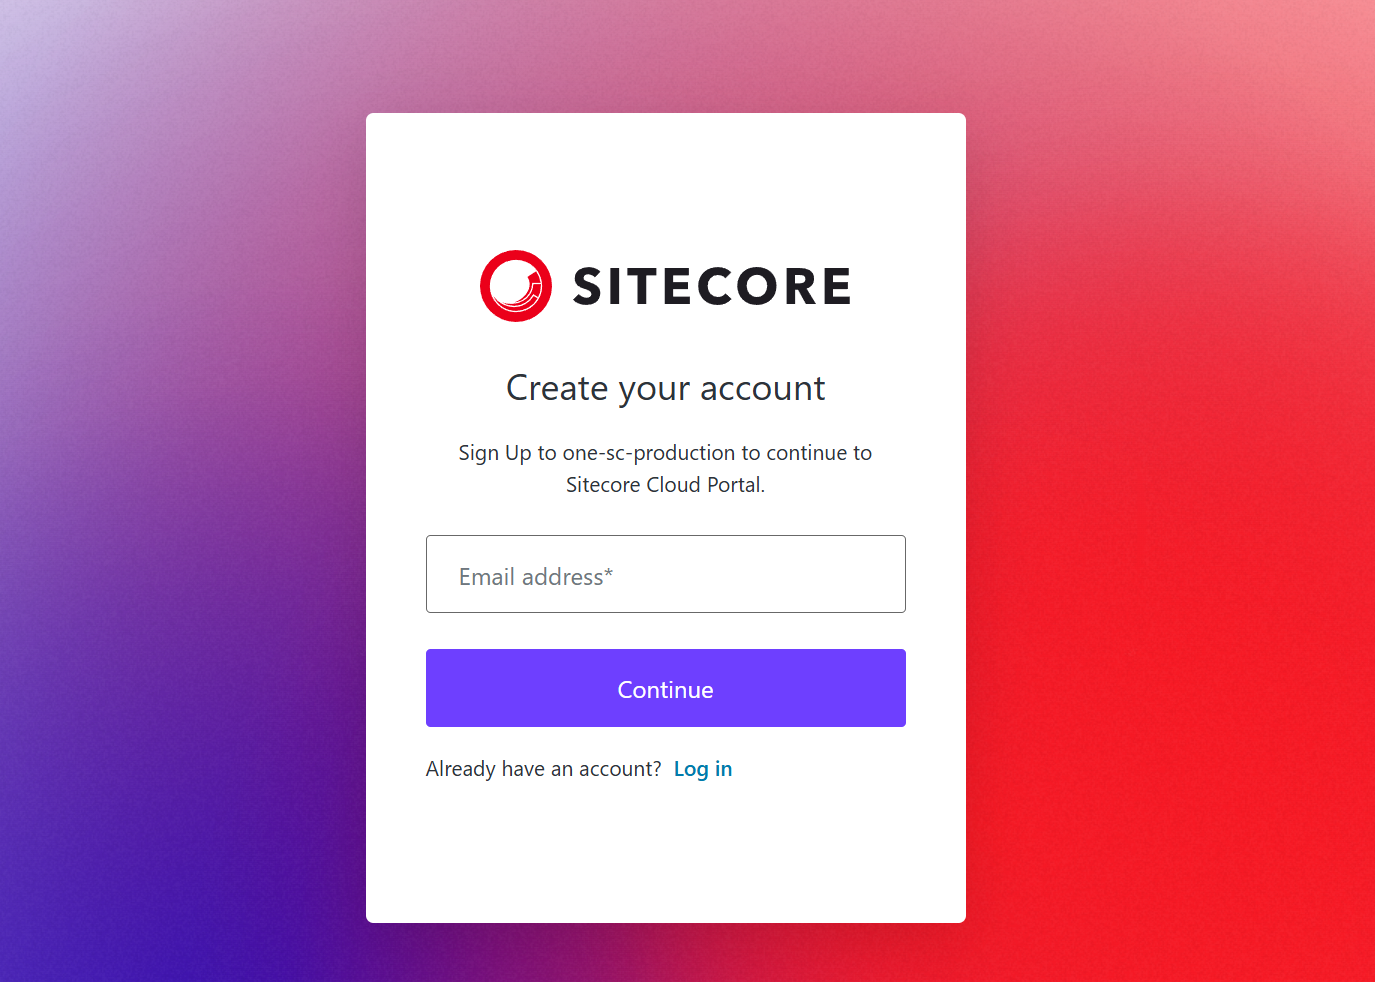 SITECORE
Create your account
Sign Up to one-sc-production to continue to
Sitecore Cloud Portal.
Email address*
Continue
Already have an account? Log in